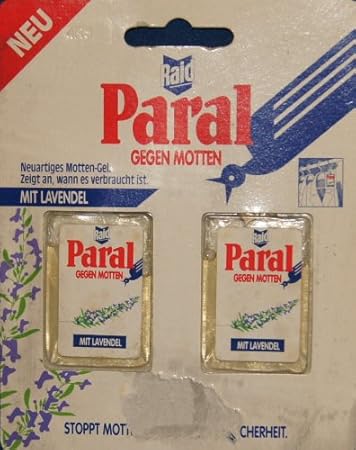 NEU
Raid
Paral
GEGEN MOTTEN
Neuartiges Motten-Gel.
Zeigt an, wann es verbraucht ist.
MIT LAVENDEL
Raid
Paral
GEGEN MOTTEN
MIT LAVENDEL
Raid
Paral
GEGEN MOTTEN
MIT LAVENDEL
STOPPT MOTT CHERHEIT.